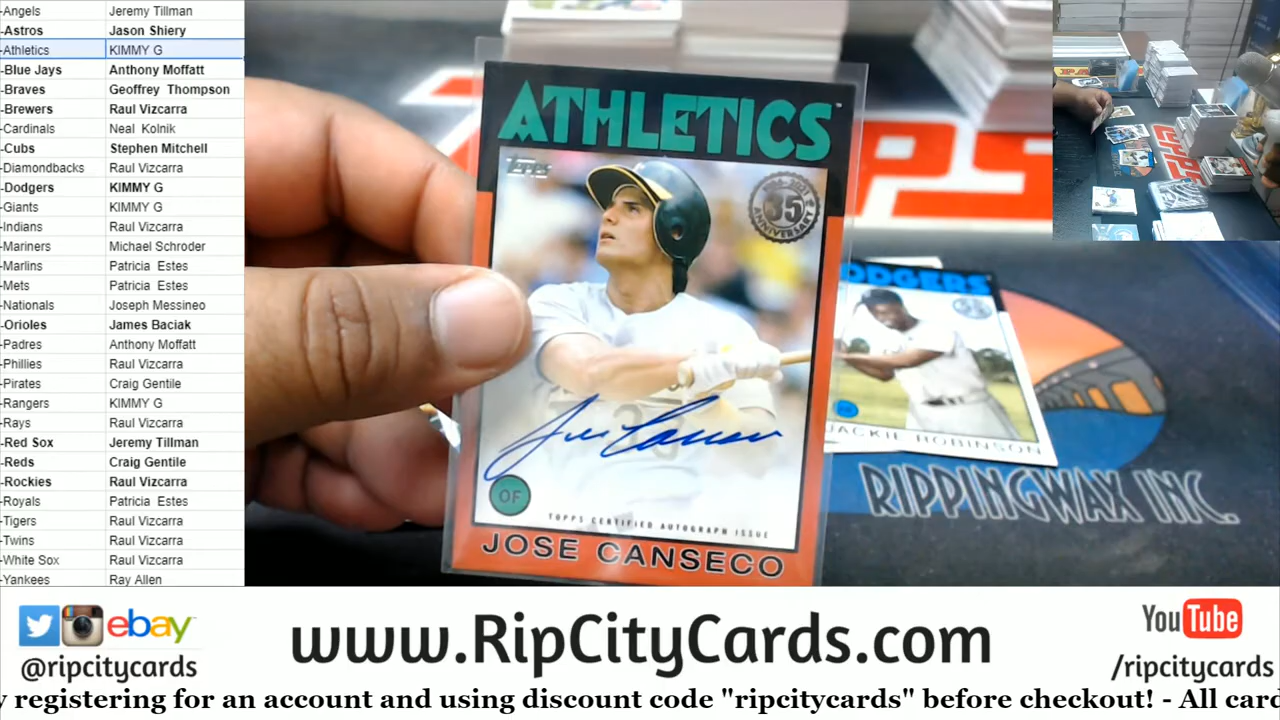 -Angels Jeremy Tillman
-Astros Jason Shiery
-Athletics KIMMY G
-Blue Jays Anthony Moffatt
-Braves Geoffrey Thompson
-Brewers Raul Vizcarra
-Cardinals Neal Kolnik
-Cubs Stephen Mitchell
-Diamondbacks Raul Vizcarra
-Dodgers KIMMY G
-Giants KIMMY G
-Indians Raul Vizcarra
-Mariners Michael Schroder
-Marlins Patricia Estes
-Mets Patricia Estes
-Nationals Joseph Messineo
-Orioles James Baciak
-Padres Anthony Moffatt
-Phillies Raul Vizcarra
-Pirates Craig Gentile
-Rangers KIMMY G
-Rays Raul Vizcarra
-Red Sox Jeremy Tillman
-Reds Craig Gentile
-Rockies Raul Vizcarra
-Royals Patricia Estes
-Tigers Raul Vizcarra
-Twins Raul Vizcarra
-White Sox Raul Vizcarra
-Yankees Ray Allen
ATHLETICS
Topps
35
ANNIVERSARY
Jose Canseco
OF
TOPPS CERTIFIED AUTOGRAPH ISSUE
JOSE CANSECO
ODGERS
JACKIE ROBINSON
RIPPINGWAX INC.
ebay
@ripcitycards
www.RipCityCards.com
YouTube
/ripcitycards
y registering for an account and using discount code "ripcitycards" before checkout! - All card